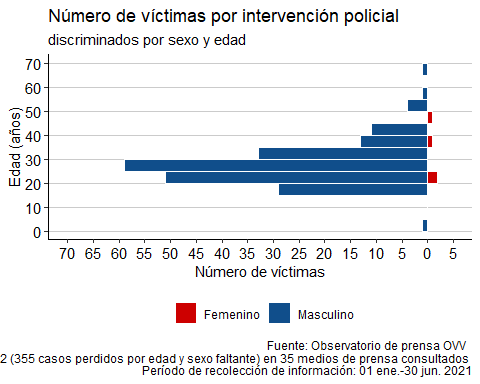 Número de víctimas por intervención policial
discriminados por sexo y edad
Edad (años)
70
60
50
40
30
20
10
0
70 65 60 55 50 45 40 35 30 25 20 15 10 5 0 5
Número de víctimas
Femenino Masculino
Fuente: Observatorio de prensa OVV
2 (355 casos perdidos por edad y sexo faltante) en 35 medios de prensa consultados
Período de recolección de información: 01 ene.-30 jun. 2021